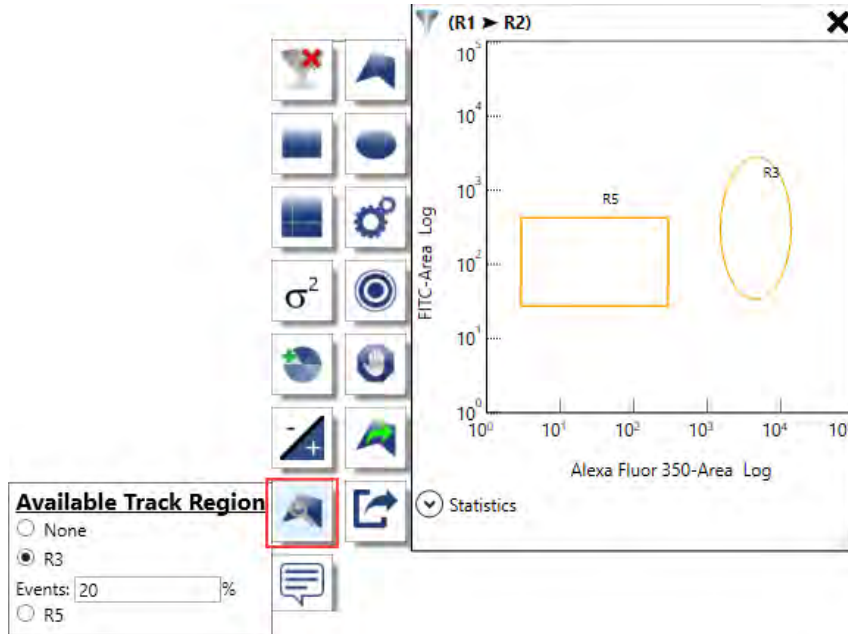 (R1 ➤ R2)
10⁵
10⁴
10³
10²
10¹
10⁰
FITC-Area Log
R5
R3
10⁰ 10¹ 10² 10³ 10⁴
Alexa Fluor 350-Area Log
Statistics
σ²
- +
Available Track Region
None
R3
Events: 20 %
R5